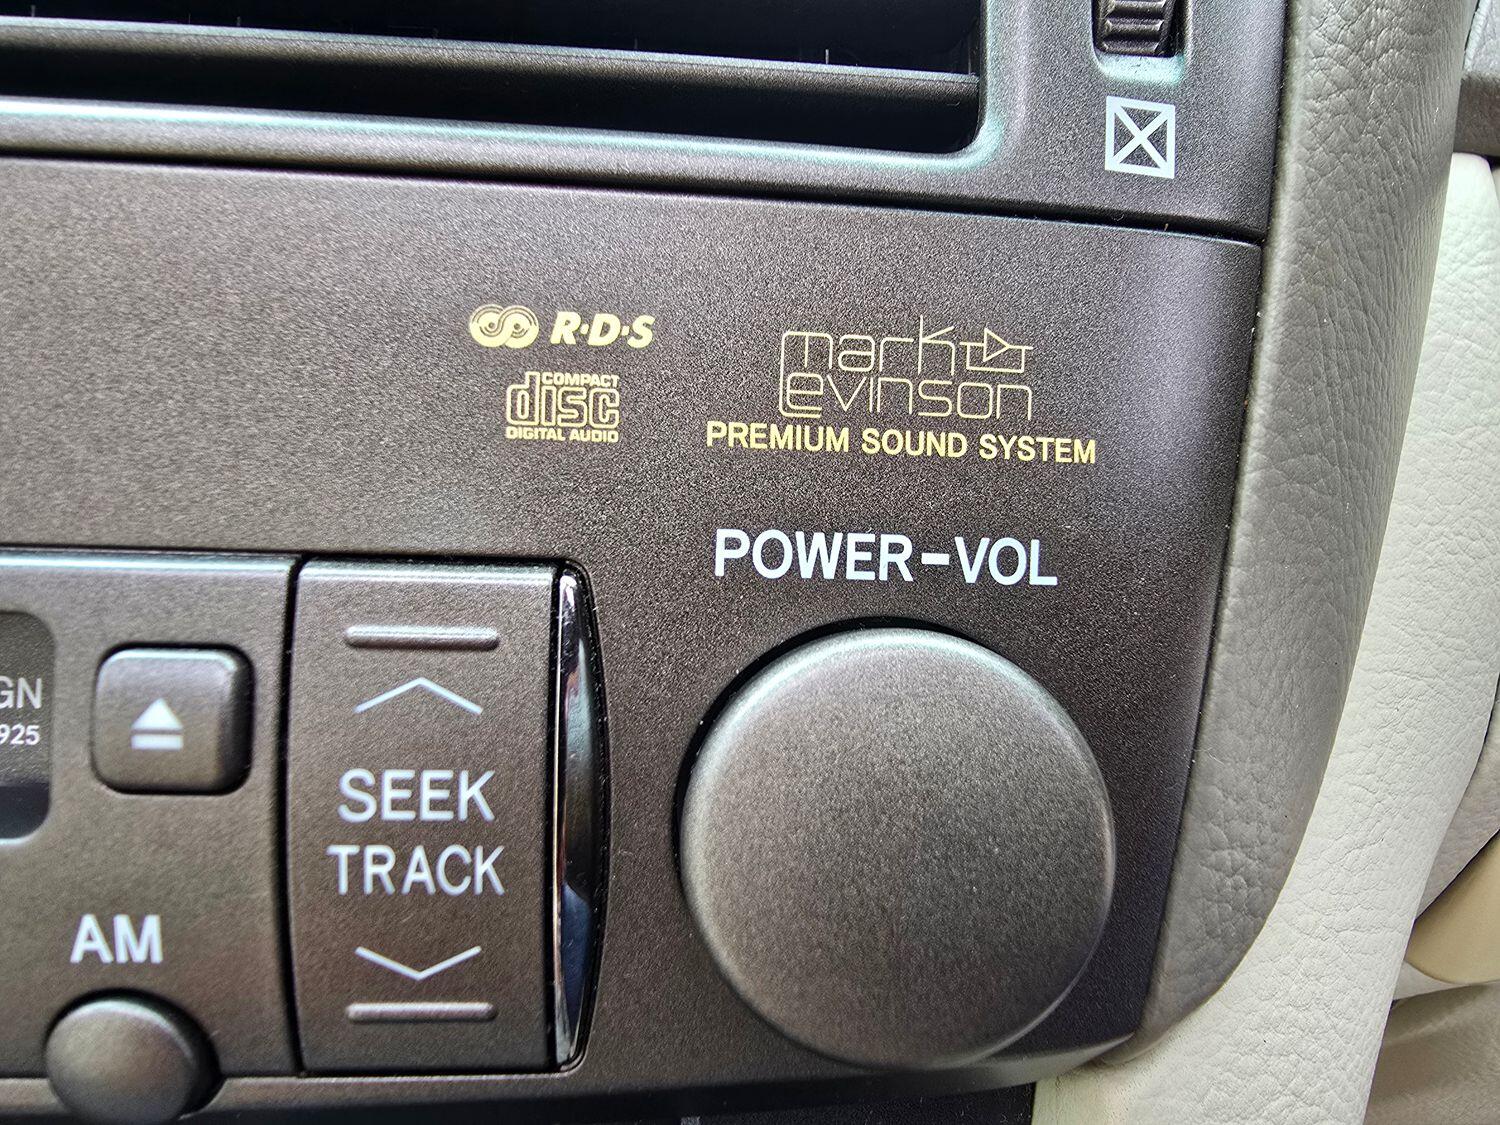 R·D·S
COMPACT
disc
DIGITAL AUDIO
mark
levinson
PREMIUM SOUND SYSTEM
POWER-VOL
GN
925
SEEK
TRACK
AM